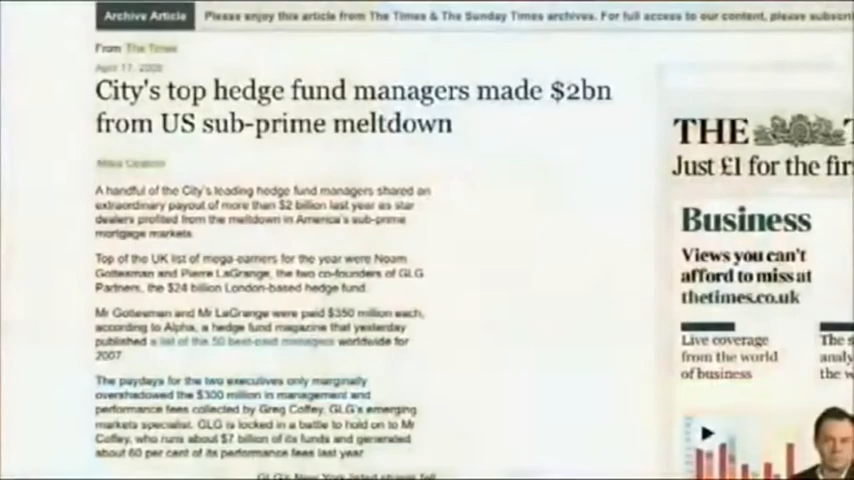 Archive Article Please enjoy this article from The Times & The Sunday Times archives. For full access to our content, please
From The Times
April 17,
City's top hedge fund managers made $2bn
from US sub-prime meltdown
A handful of the City's leading hedge fund managers shared an
extraordinary payout of more than $2 billion last year as star
dealers profited from the meltdown in America's sub-prime
mortgage markets.
Top of the UK list of mega-earners for the year were Noam
Gottesman and Pierre LaGrange, the two co-founders of GLG
Partners, the $24 billion London-based hedge fund.
Mr Gottesman and Mr LaGrange were paid $350 million each,
according to Alpha, a hedge fund magazine that yesterday
published a list of the 50 best-paid managers worldwide for
2007.
The paydays for the two executives only marginally
overshadowed the $300 million in management and
performance fees collected by Greg Coffey, GLG's emerging
markets specialist. GLG is locked in a battle to hold on to Mr
Coffey, who runs about $7 billion of its funds and generated
about 60 per cent of its performance fees last year.
GLG's New York-listed shares fell
THE
Just £1 for the
Business
Views you can't
afford to miss at
thetimes.co.uk
Live coverage
from the world
of business